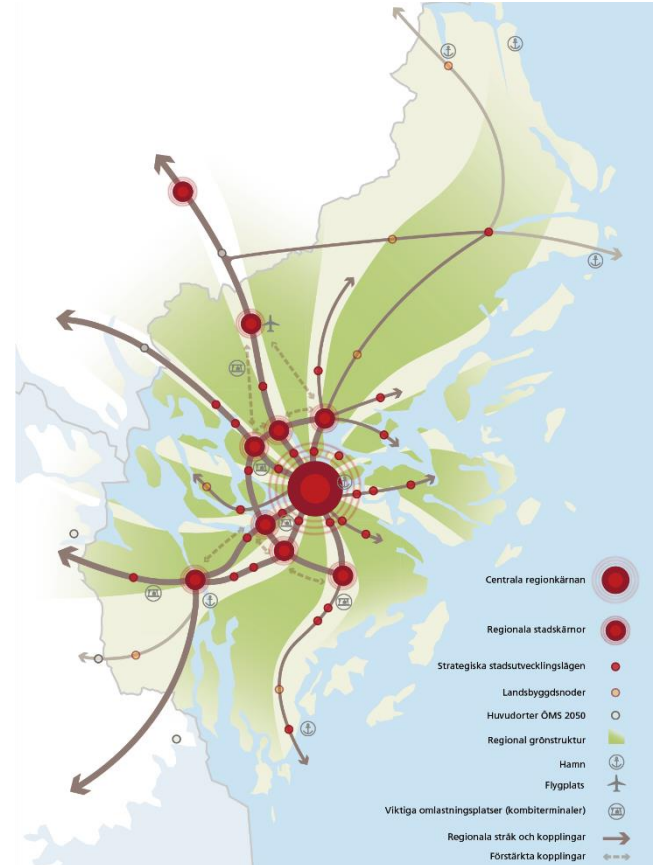 Centrala regionkärnan
Regionala stadskärnor
Strategiska stadsutvecklingslägen
Landsbyggdsnoder
Huvudorter ÖMS 2050
Regional grönstruktur
Hamn
Flygplats
Viktiga omlastningsplatser (kombiterminaler)
Regionala stråk och kopplingar
Förstärkta kopplingar